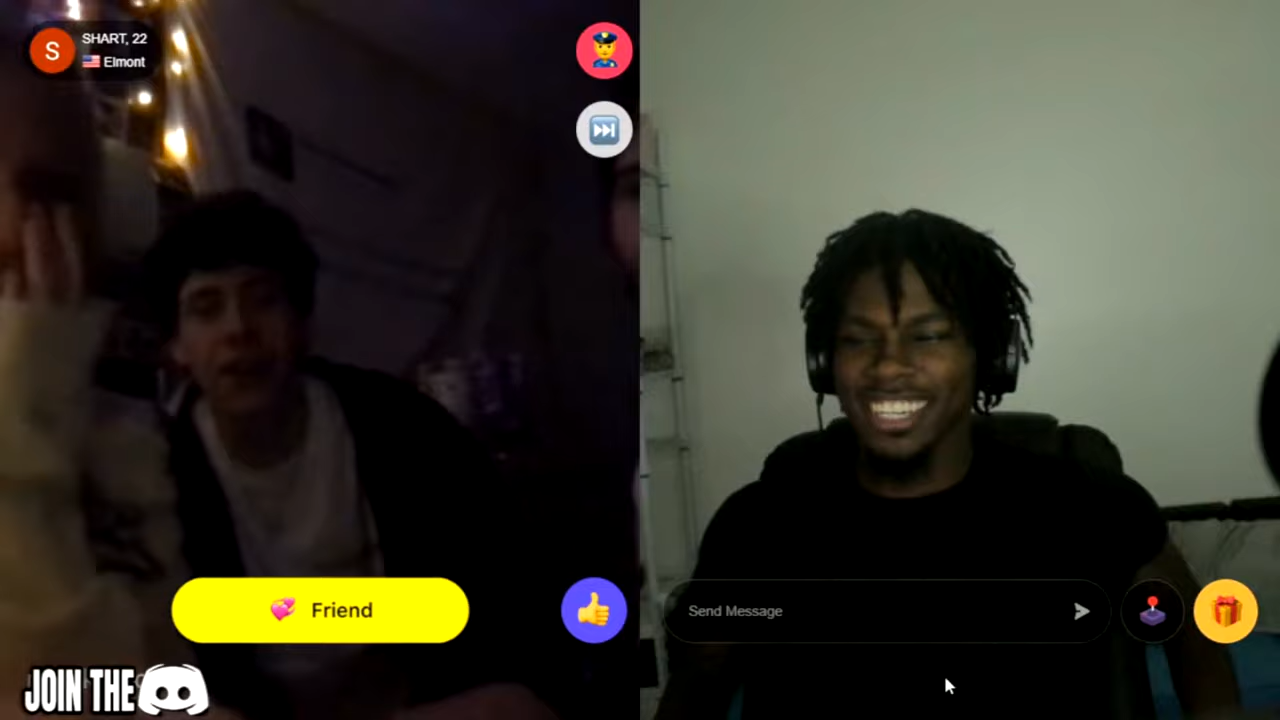 S
SHART, 22
Elmont
Friend
Send Message
JOIN THE